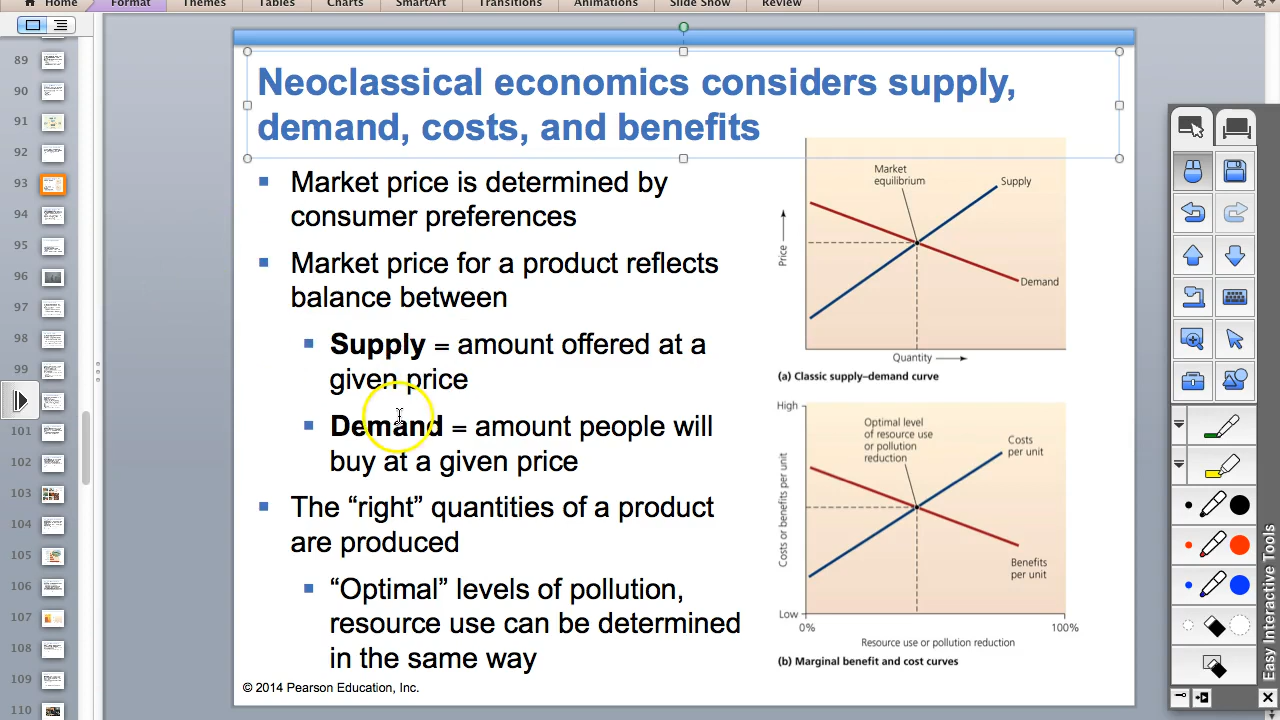 Home Format Themes Tables Charts SmartArt Transitions Animations Slide Show Review
89
90
91
92
93
94
95
96
97
98
99
101
102
103
104
105
106
107
108
109
110
Neoclassical economics considers supply,
demand, costs, and benefits
Market price is determined by
consumer preferences
Market price for a product reflects
balance between
Supply = amount offered at a
given price
Demand = amount people will
buy at a given price
The “right” quantities of a product
are produced
“Optimal” levels of pollution,
resource use can be determined
in the same way
© 2014 Pearson Education, Inc.
Market
equilibrium
Supply
Price
Demand
Quantity
(a) Classic supply–demand curve
High
Optimal level
of resource use
or pollution
reduction
Costs
per unit
Costs or benefits per unit
Benefits
per unit
Low
0%
100%
Resource use or pollution reduction
(b) Marginal benefit and cost curves
Easy Interactive Tools